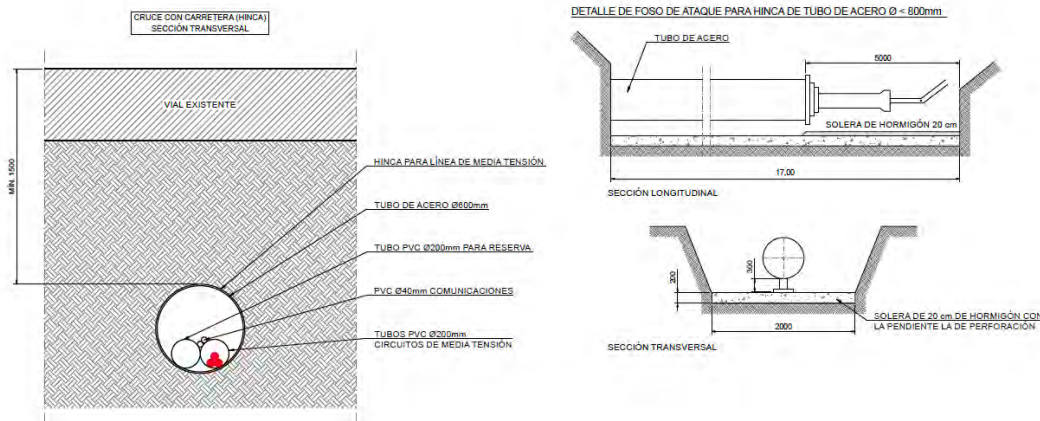 CRUCE CON CARRETERA (HINCA)
SECCIÓN TRANSVERSAL
VIAL EXISTENTE
MÍN. 1500
HINCA PARA LÍNEA DE MEDIA TENSIÓN
TUBO DE ACERO Ø600mm
TUBO PVC Ø200mm PARA RESERVA
PVC Ø40mm COMUNICACIONES
TUBOS PVC Ø200mm
CIRCUITOS DE MEDIA TENSIÓN
DETALLE DE FOSO DE ATAQUE PARA HINCA DE TUBO DE ACERO Ø < 800mm
TUBO DE ACERO
5000
SOLERA DE HORMIGÓN 20 cm
17,00
SECCIÓN LONGITUDINAL
200
300
2000
SOLERA DE 20 cm DE HORMIGÓN CON
LA PENDIENTE LA DE PERFORACIÓN
SECCIÓN TRANSVERSAL